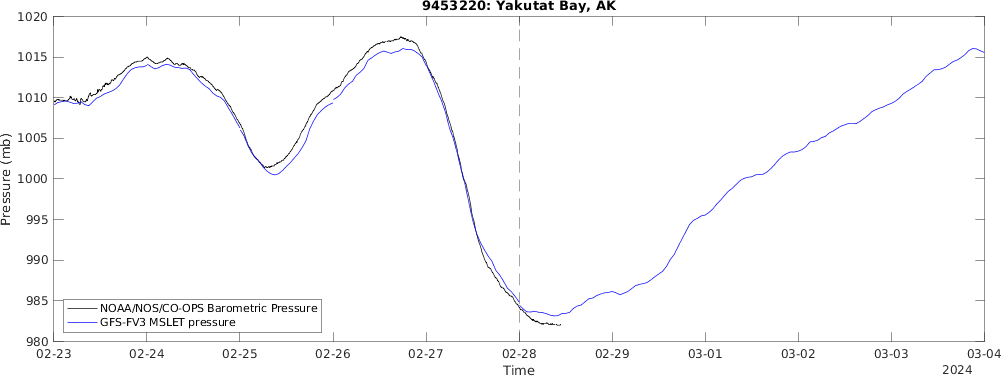 9453220: Yakutat Bay, AK
Pressure (mb)
1020
1015
1010
1005
1000
995
990
985
980
NOAA/NOS/CO-OPS Barometric Pressure
GFS-FV3 MSLET pressure
02-23 02-24 02-25 02-26 02-27 02-28 02-29 03-01 03-02 03-03 03-04
Time
2024